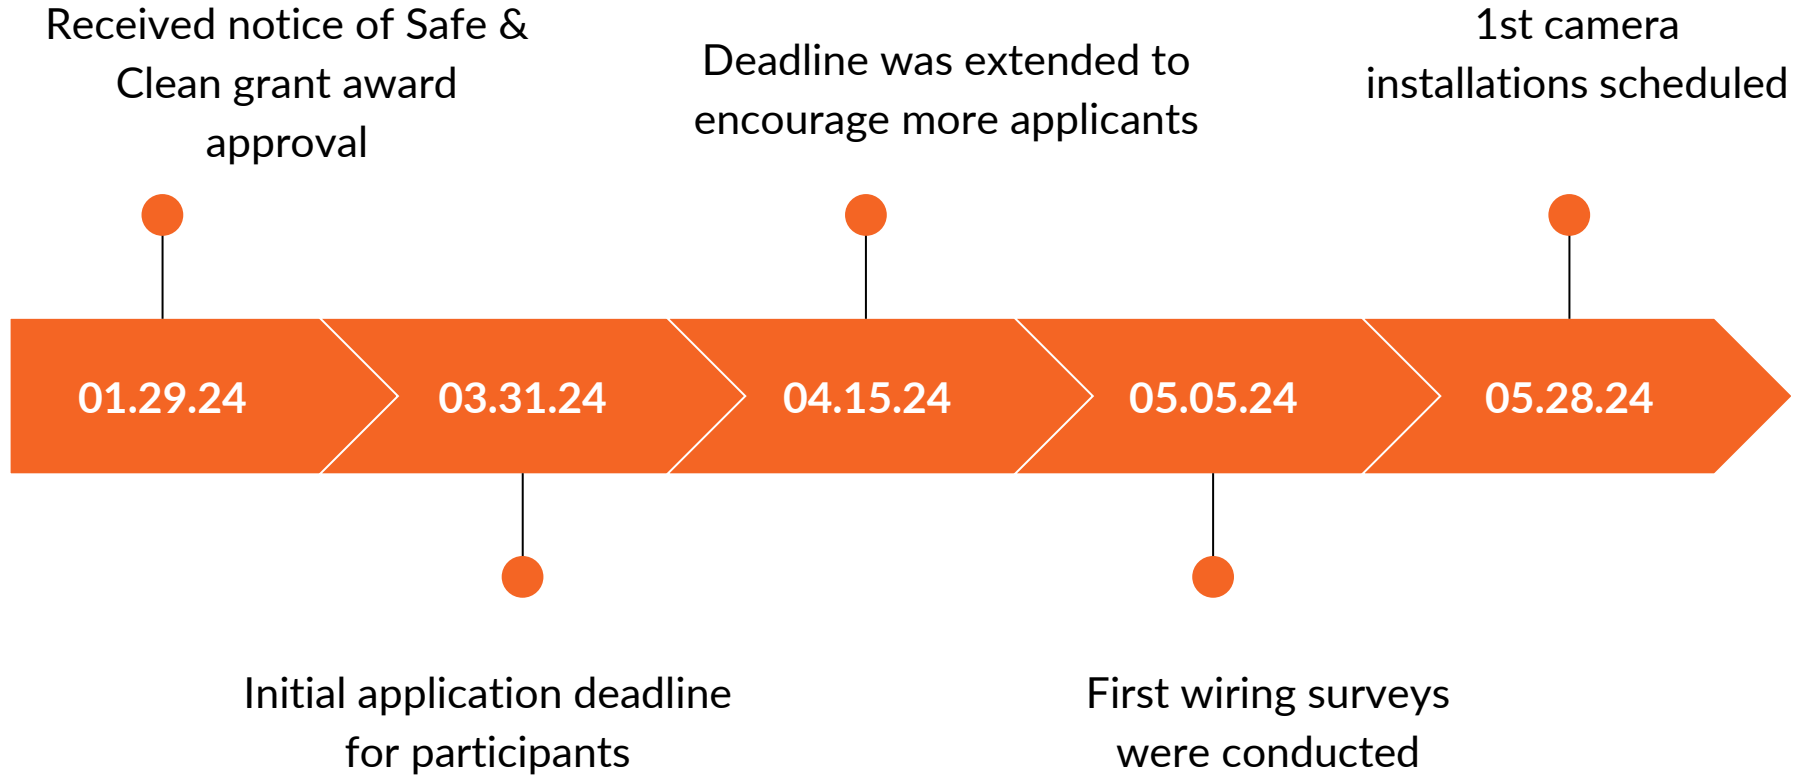 Received notice of Safe &
Clean grant award
approval
Deadline was extended to
encourage more applicants
1st camera
installations scheduled
01.29.24
03.31.24
04.15.24
05.05.24
05.28.24
Initial application deadline
for participants
First wiring surveys
were conducted